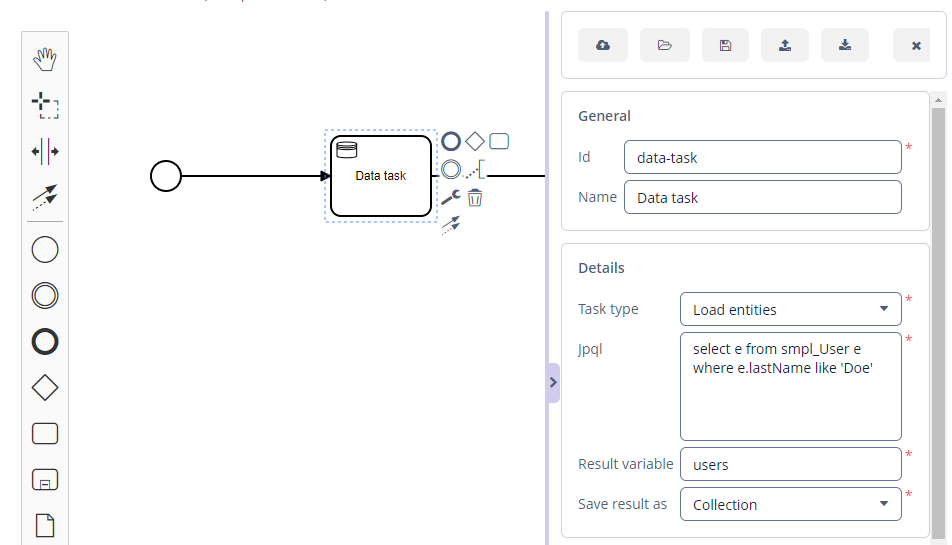 Data task
General
Id
data-task
*
Name
Data task
Details
Task type
Load entities
*
Jpql
select e from smpl_User e
where e.lastName like 'Doe'
*
Result variable
users
*
Save result as
Collection
*